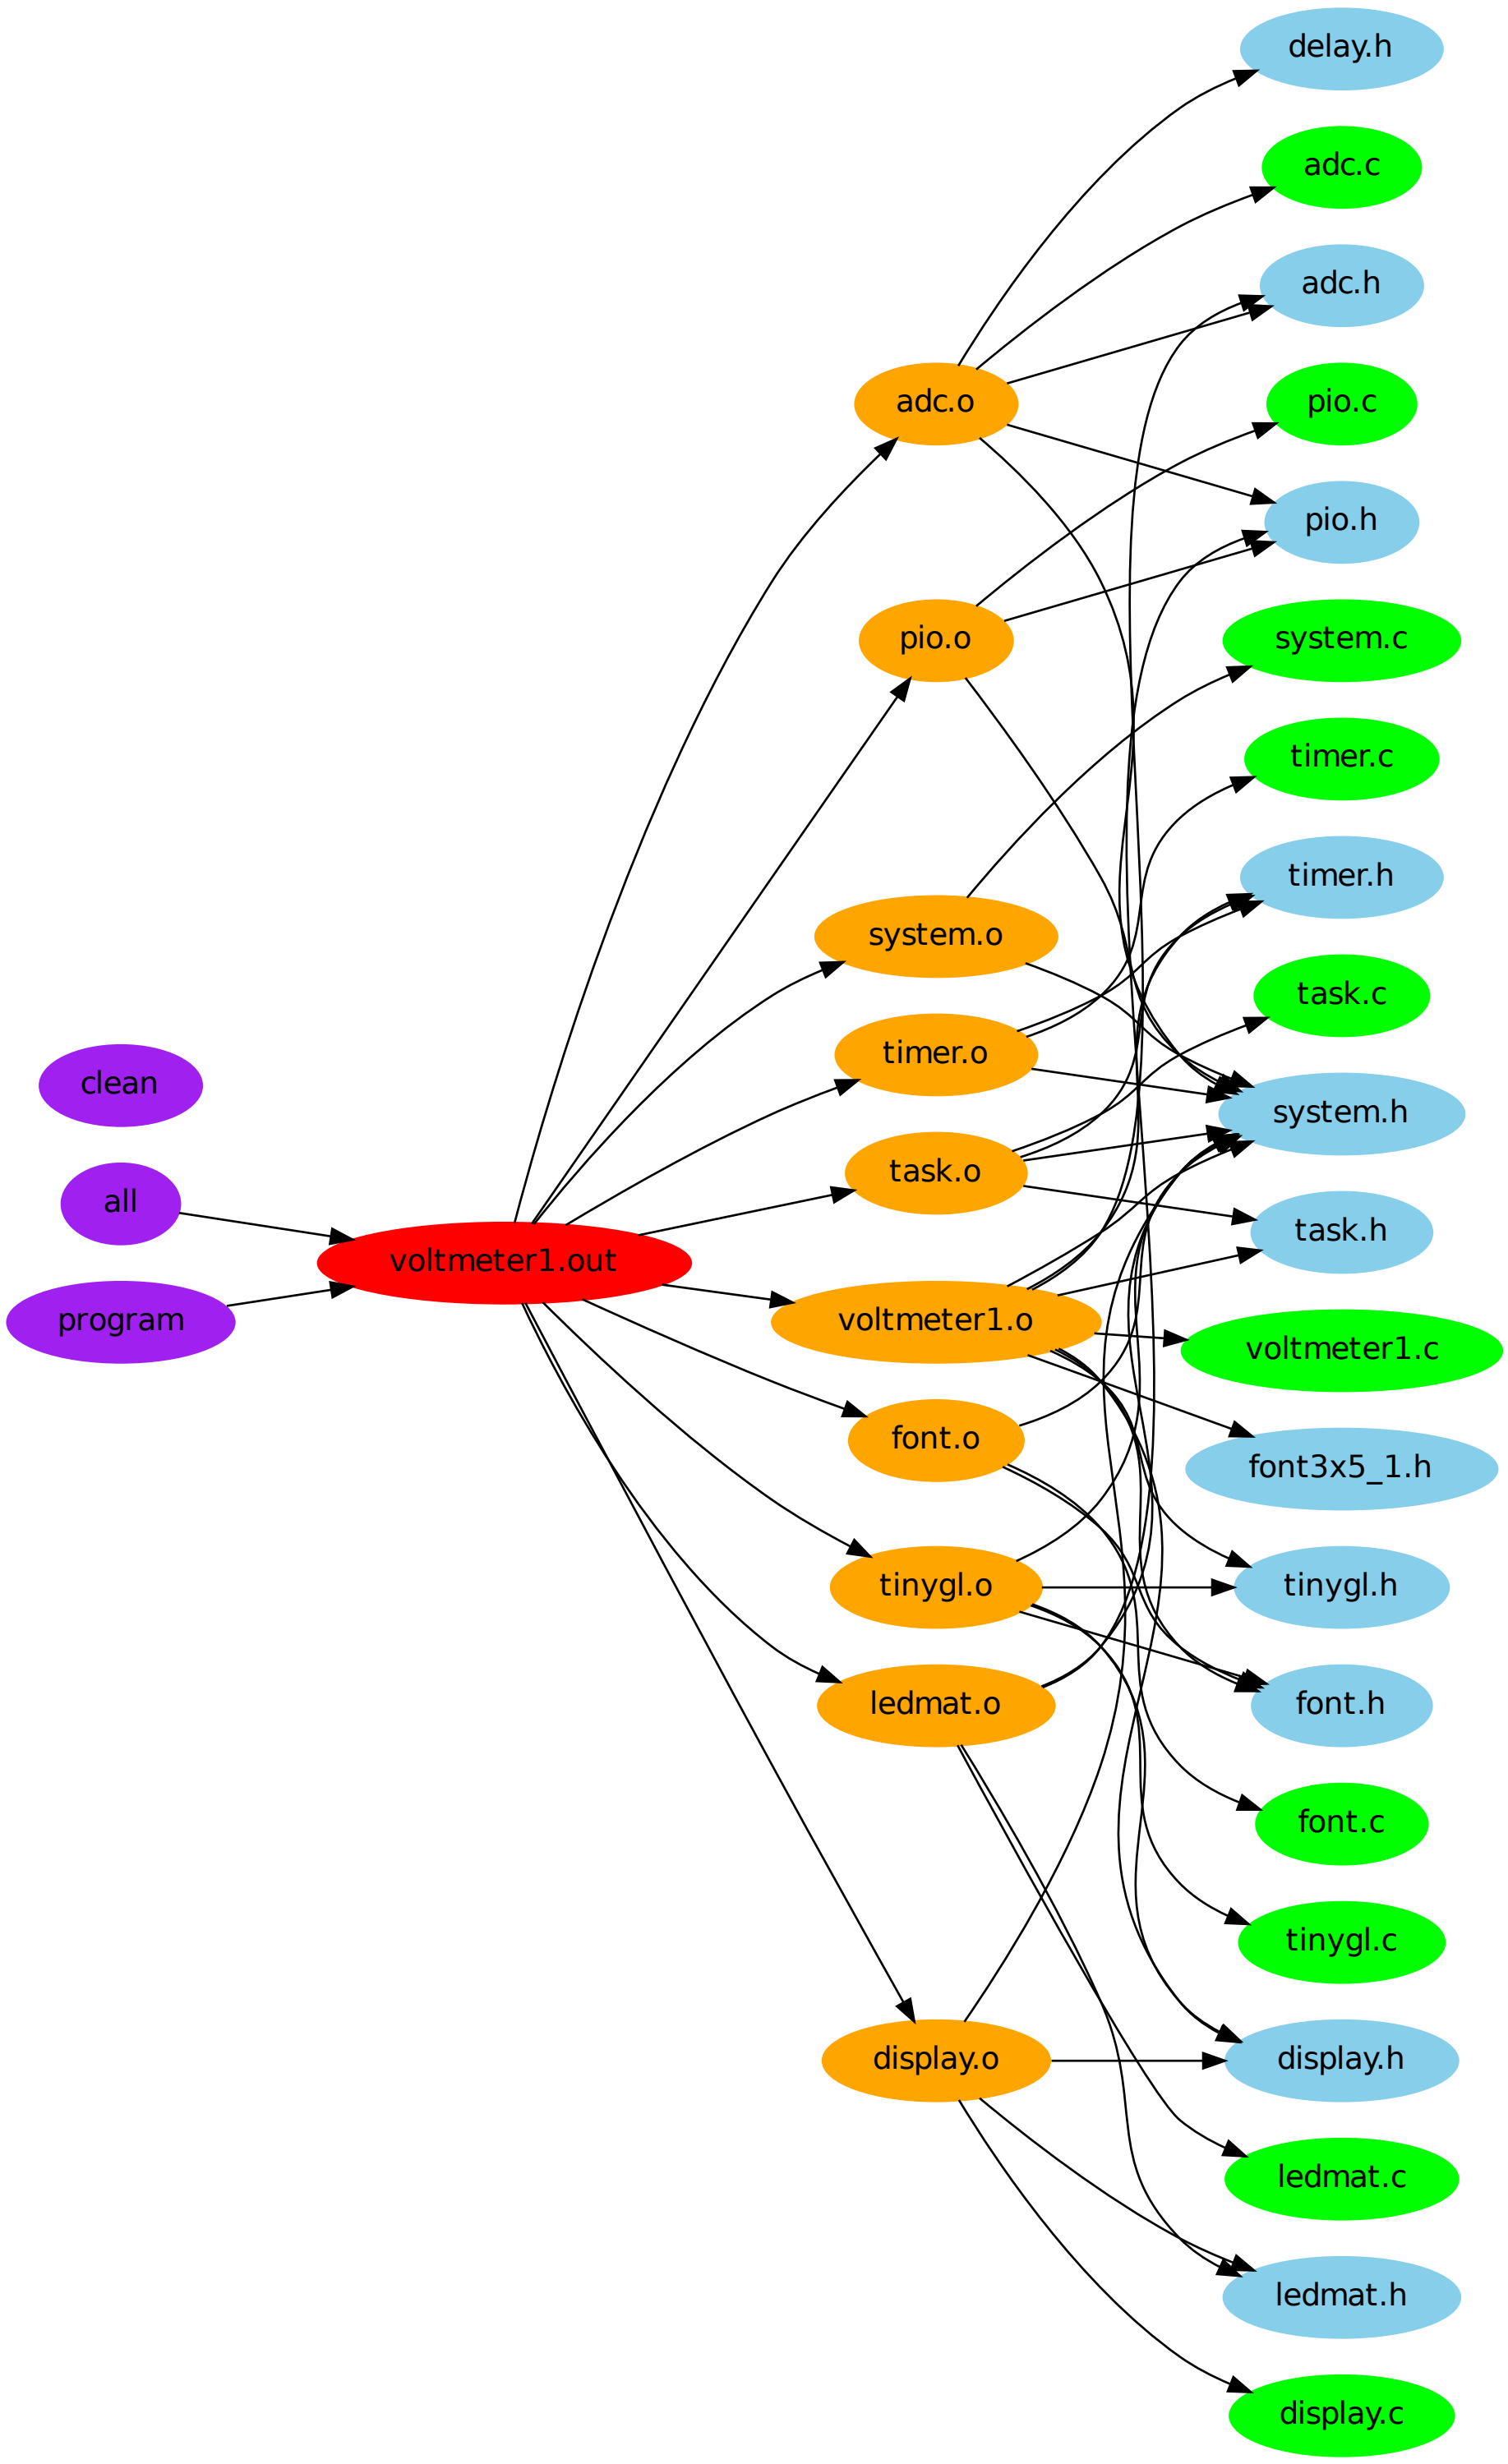 clean
all
program
voltmeter1.out
adc.o
pio.o
system.o
timer.o
task.o
voltmeter1.o
font.o
tinygl.o
ledmat.o
display.o
delay.h
adc.c
adc.h
pio.c
pio.h
system.c
timer.c
timer.h
task.c
system.h
task.h
voltmeter1.c
font3x5_1.h
tinygl.h
font.h
font.c
tinygl.c
display.h
ledmat.c
ledmat.h
display.c